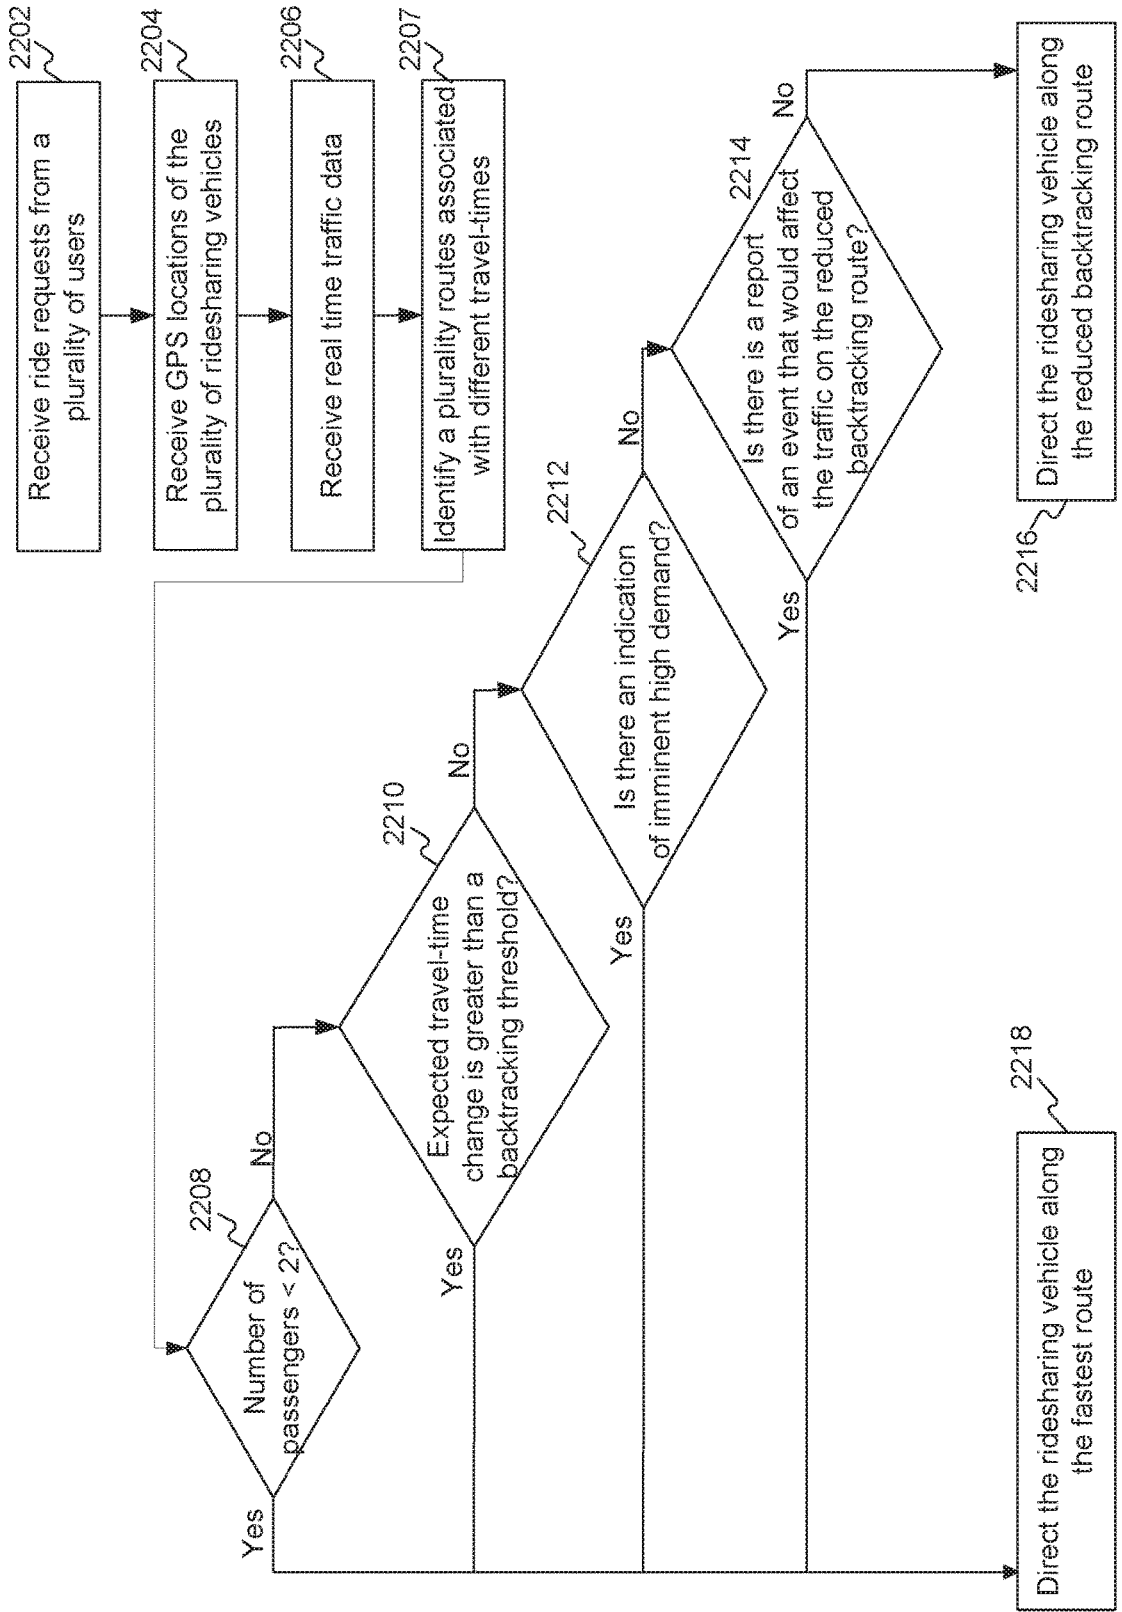 2202
Receive ride requests from a
plurality of users
2204
Receive GPS locations of the
plurality of ridesharing vehicles
2206
Receive real time traffic data
2207
Identify a plurality routes associated
with different travel-times
2208
Number of
passengers < 2?
Yes
No
2210
Expected travel-time
change is greater than a
backtracking threshold?
Yes
No
2212
Is there an indication
of imminent high demand?
Yes
No
2214
Is there is a report
of an event that would affect
the traffic on the reduced
backtracking route?
Yes
No
2216
Direct the ridesharing vehicle along
the reduced backtracking route
2218
Direct the ridesharing vehicle along
the fastest route